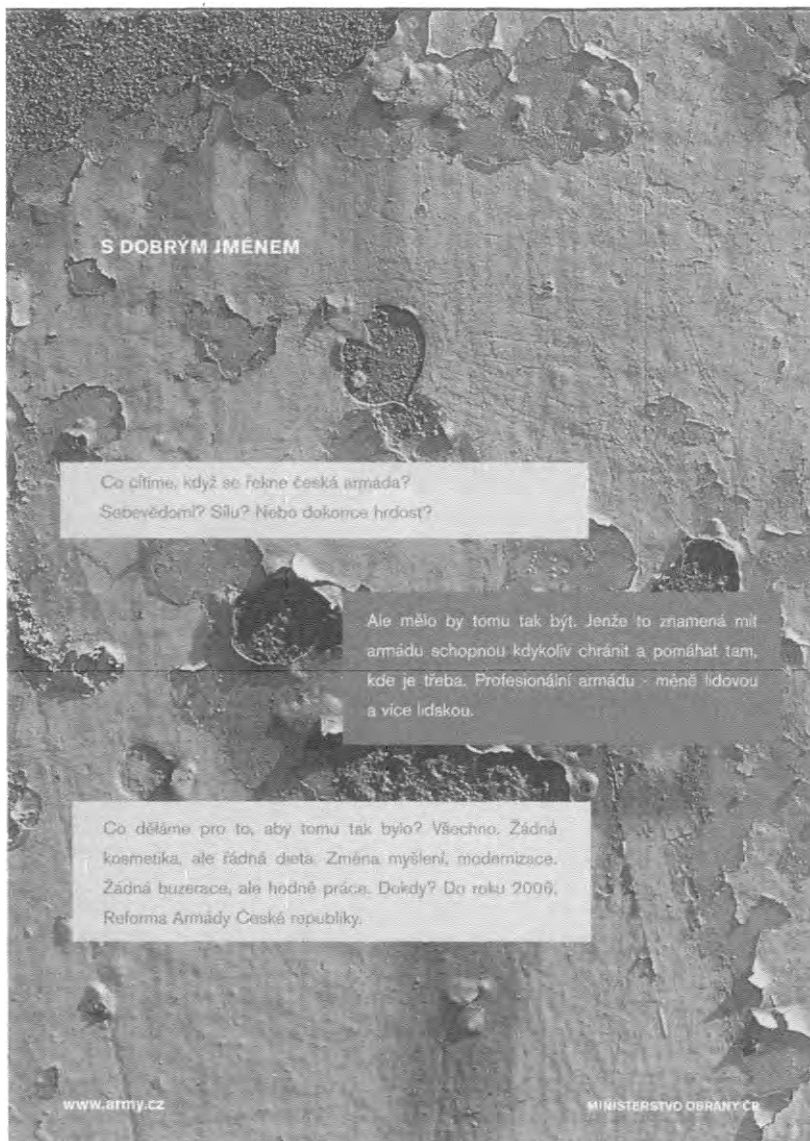 S DOBRÝM JMÉNEM
Co cítíme, když se řekne česká armáda?
Sebevědomí? Sílu? Nebo dokonce hrdost?
Ale mělo by tomu tak být. Jenže to znamená mít
armádu schopnou kdykoliv chránit a pomáhat tam,
kde je třeba. Profesionální armádu - méně lidovou
a více lidskou.
Co děláme pro to, aby tomu tak bylo? Všechno. Žádná
kosmetika, ale řádná dieta. Změna myšlení, modernizace.
Žádná buzerace, ale hodně práce. Dokdy? Do roku 2006.
Reforma Armády České republiky.
www.army.cz
MINISTERSTVO OBRANY ČR